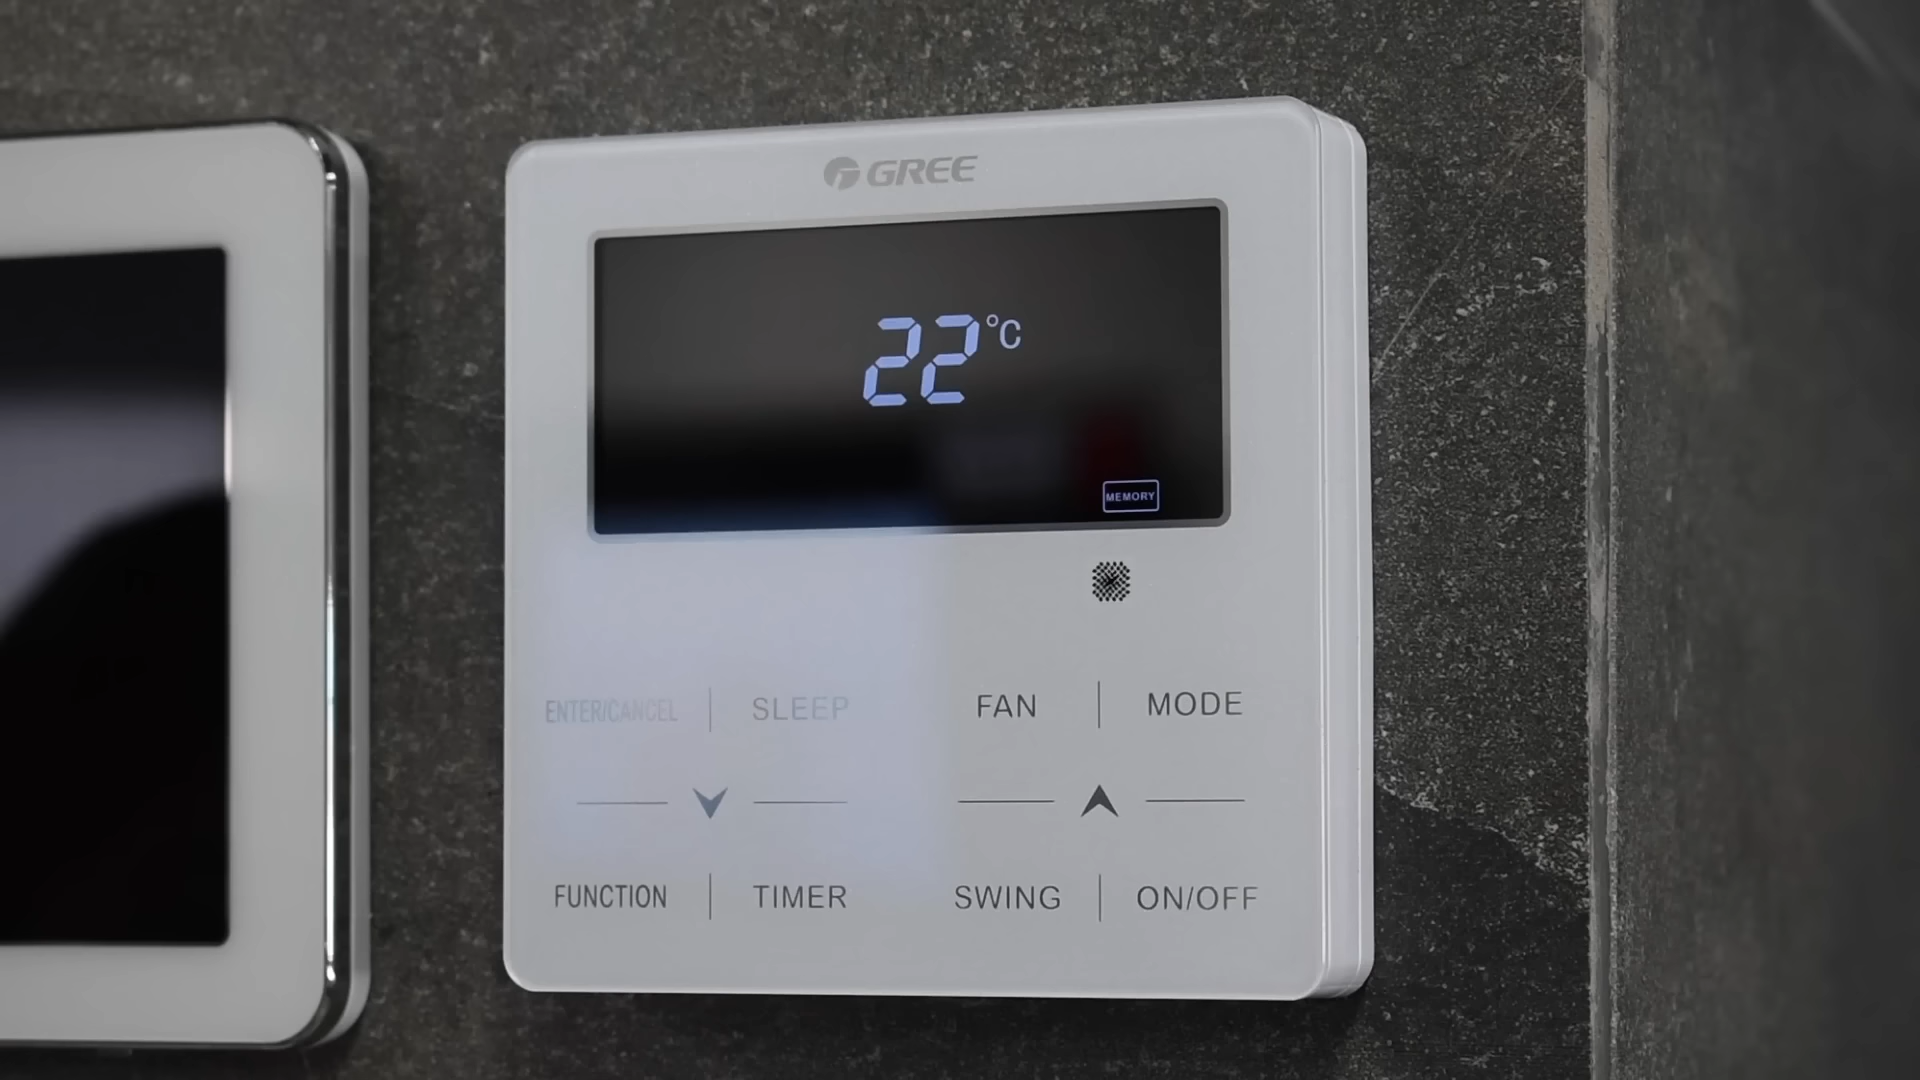 GREE
22°C
MEMORY
ENTER/CANCEL SLEEP FAN MODE
FUNCTION TIMER SWING ON/OFF